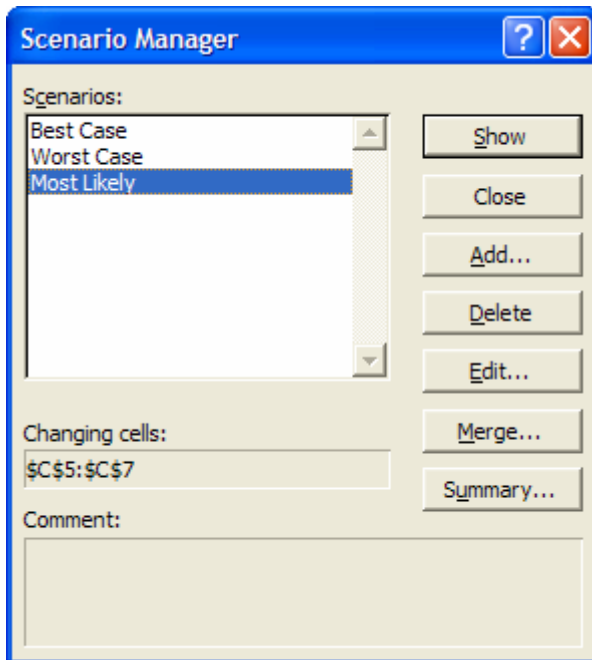 Scenario Manager
?
Scenarios:
Best Case
Worst Case
Most Likely
Show
Close
Add...
Delete
Edit...
Merge...
Summary...
Changing cells:
$C$5:$C$7
Comment: